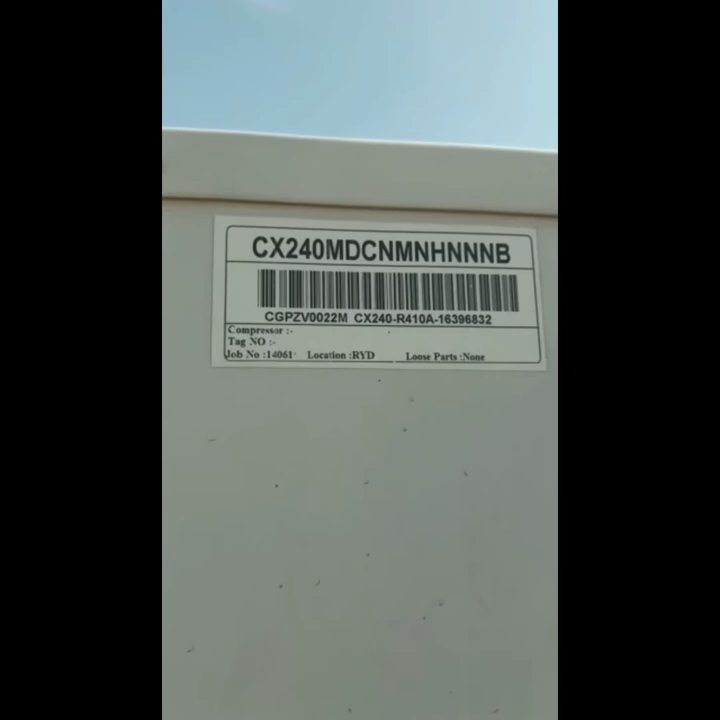 CX240MDCNMNHNNNB
CGPZV0022M CX240-R410A-16396832
Compressor :-
Tag NO :-
Job No :14061 Location :RYD Loose Parts :None